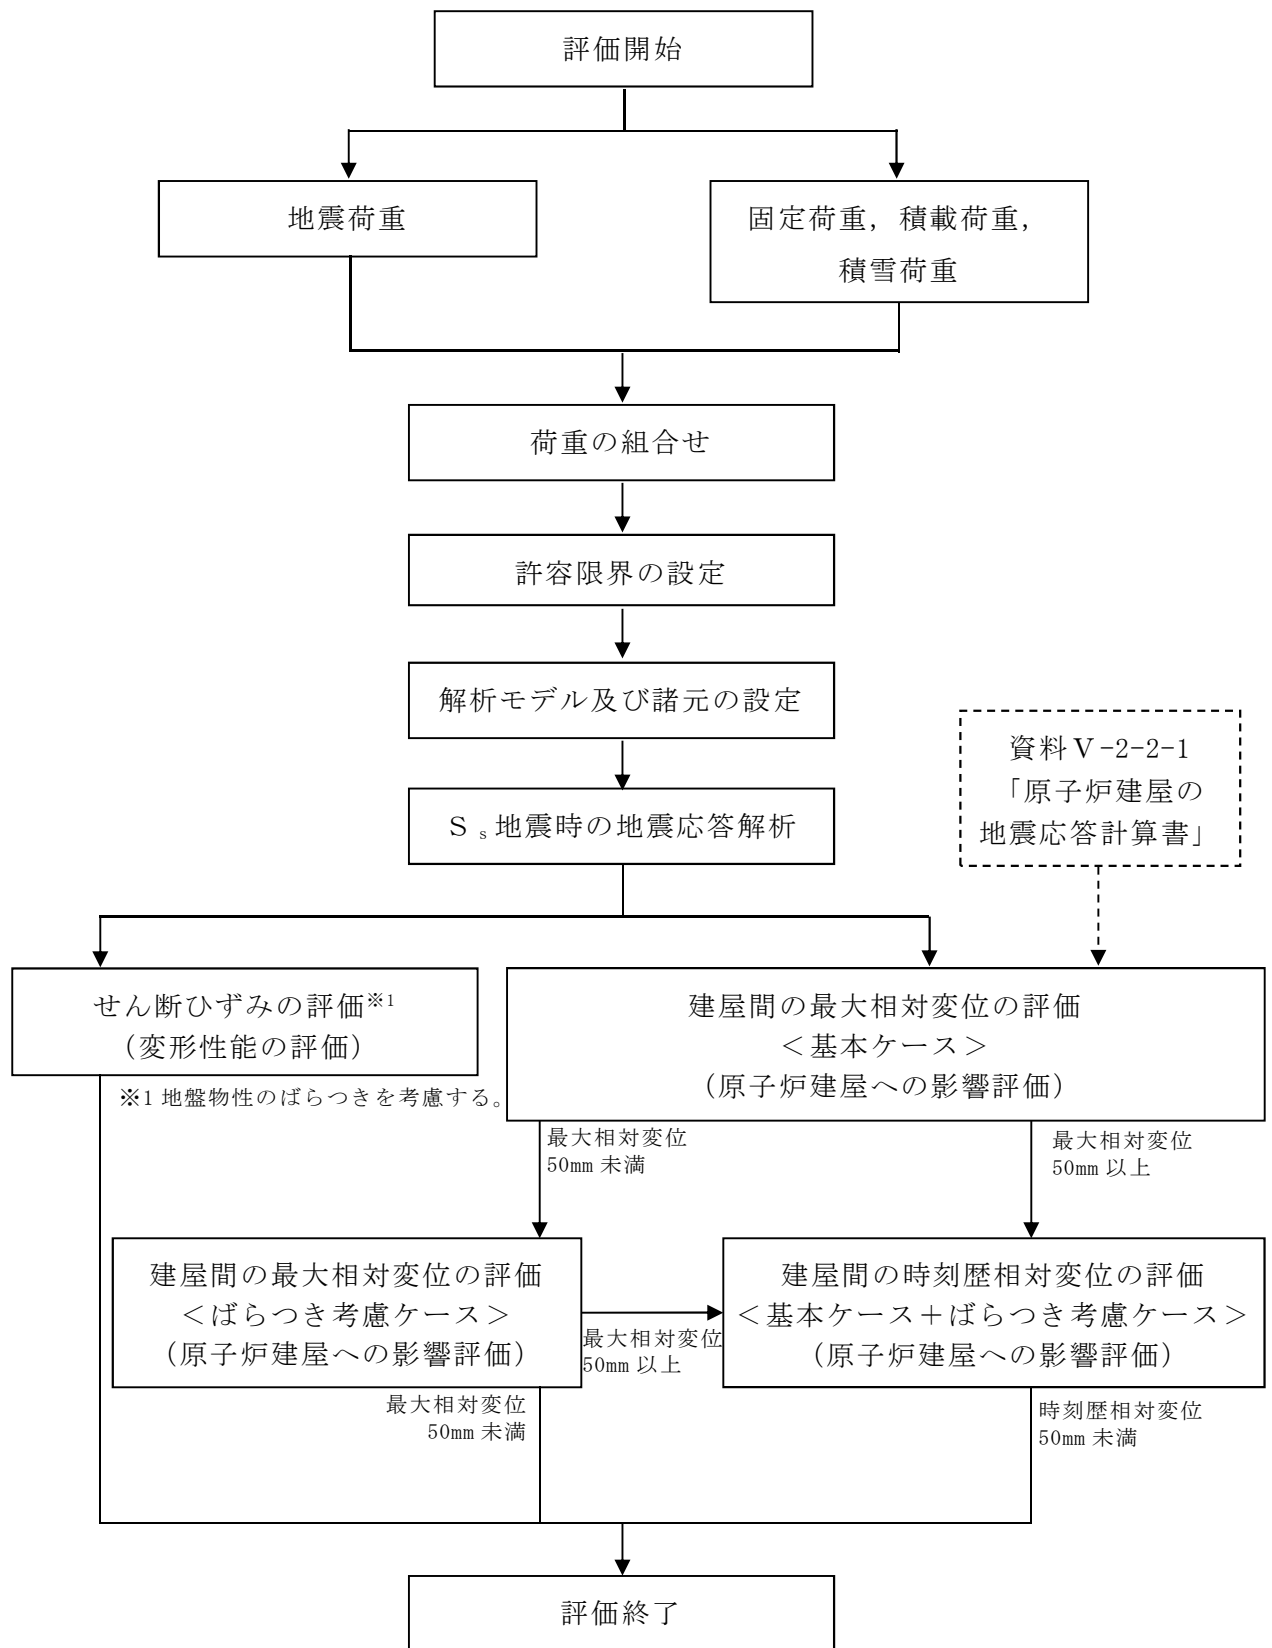 評価開始
地震荷重
固定荷重，積載荷重，
積雪荷重
荷重の組合せ
許容限界の設定
解析モデル及び諸元の設定
Ｓｓ地震時の地震応答解析
資料Ⅴ-2-2-1
「原子炉建屋の
地震応答計算書」
せん断ひずみの評価※1
（変形性能の評価）
※1 地盤物性のばらつきを考慮する。
建屋間の最大相対変位の評価
＜基本ケース＞
（原子炉建屋への影響評価）
最大相対変位
50mm 未満
最大相対変位
50mm 以上
建屋間の最大相対変位の評価
＜ばらつき考慮ケース＞
（原子炉建屋への影響評価）
最大相対変位
50mm 以上
建屋間の時刻歴相対変位の評価
＜基本ケース＋ばらつき考慮ケース＞
（原子炉建屋への影響評価）
最大相対変位
50mm 未満
時刻歴相対変位
50mm 未満
評価終了